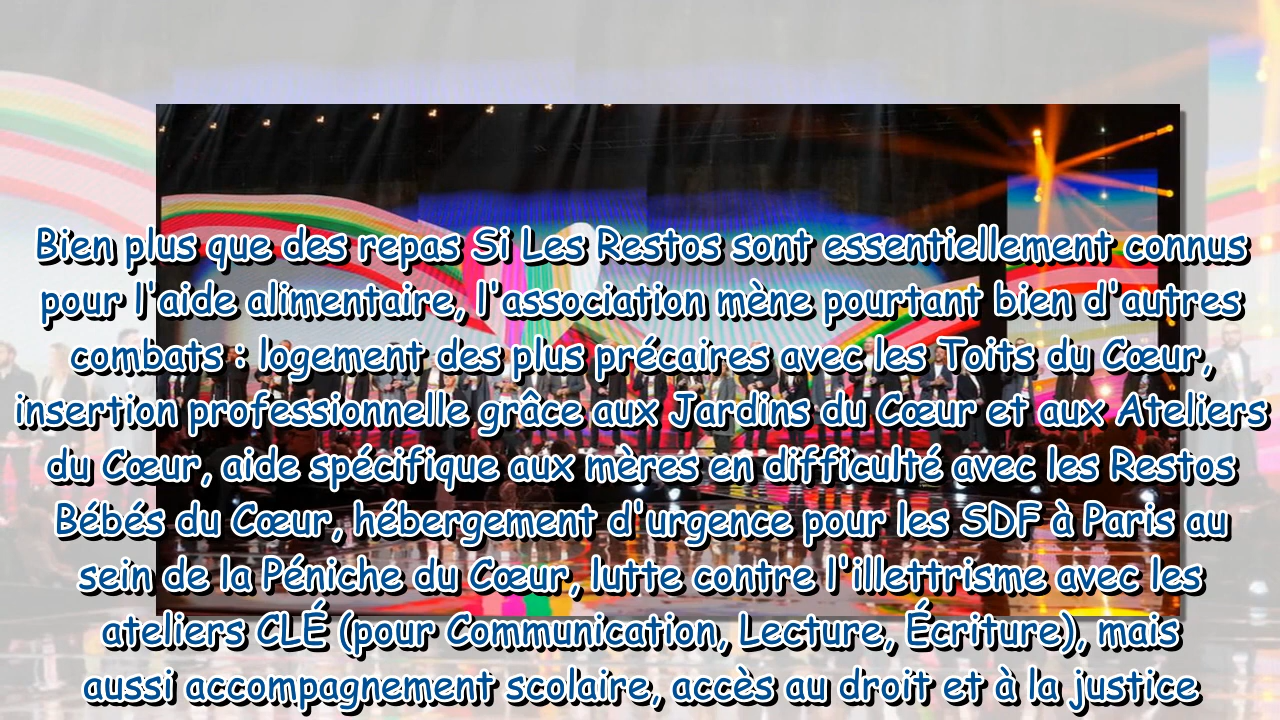 Bien plus que des repas Si Les Restos sont essentiellement connus
pour l'aide alimentaire, l'association mène pourtant bien d'autres
combats : logement des plus précaires avec les Toits du Cœur,
insertion professionnelle grâce aux Jardins du Cœur et aux Ateliers
du Cœur, aide spécifique aux mères en difficulté avec les Restos
Bébés du Cœur, hébergement d'urgence pour les SDF à Paris au
sein de la Péniche du Cœur, lutte contre l'illettrisme avec les
ateliers CLÉ (pour Communication, Lecture, Écriture), mais
aussi accompagnement scolaire, accès au droit et à la justice